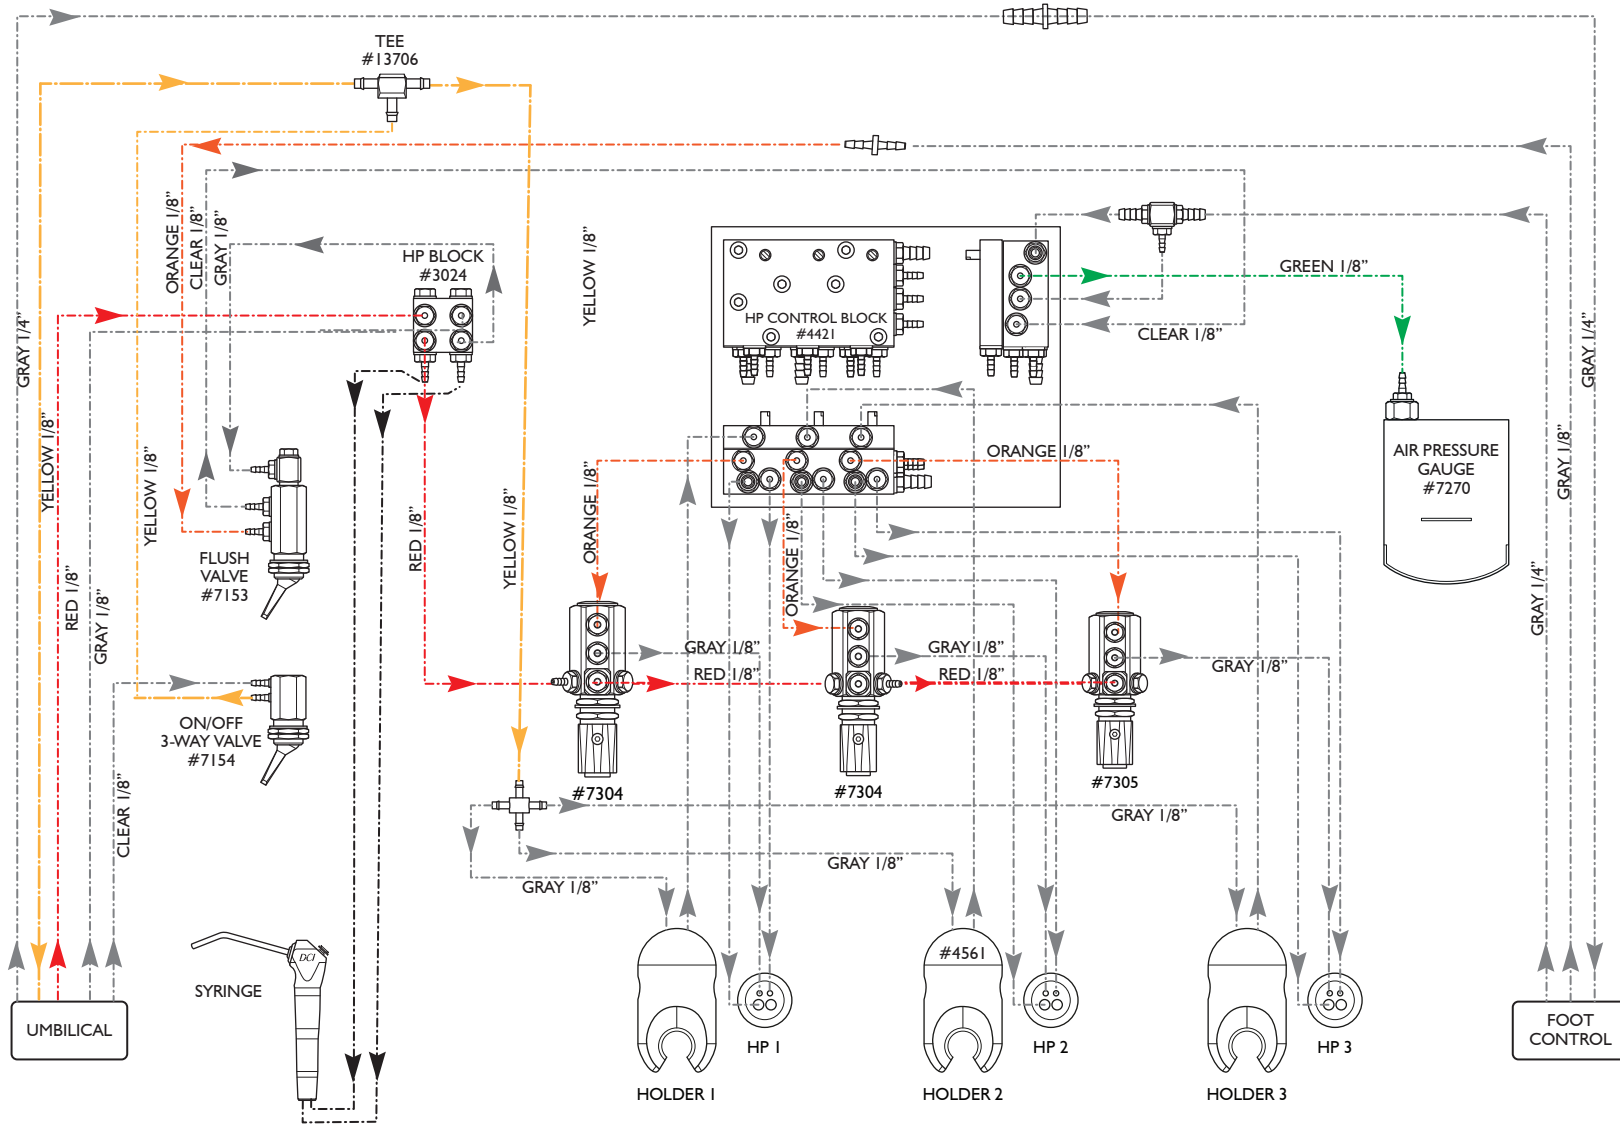 TEE
#13706
ORANGE 1/8”
CLEAR 1/8”
GRAY 1/8”
HP BLOCK
#3024
YELLOW 1/8”
HP CONTROL BLOCK
#4421
GREEN 1/8”
CLEAR 1/8”
GRAY 1/4”
GRAY 1/4”
YELLOW 1/8”
YELLOW 1/8”
RED 1/8”
GRAY 1/8”
CLEAR 1/8”
FLUSH
VALVE
#7153
ON/OFF
3-WAY VALVE
#7154
RED 1/8”
YELLOW 1/8”
ORANGE 1/8”
ORANGE 1/8”
ORANGE 1/8”
AIR PRESSURE
GAUGE
#7270
GRAY 1/8”
GRAY 1/4”
GRAY 1/8”
RED 1/8”
GRAY 1/8”
RED 1/8”
GRAY 1/8”
#7304
#7304
#7305
GRAY 1/8”
GRAY 1/8”
GRAY 1/8”
UMBILICAL
SYRINGE
DCI
#4561
HP 1
HP 2
HP 3
HOLDER 1
HOLDER 2
HOLDER 3
FOOT
CONTROL